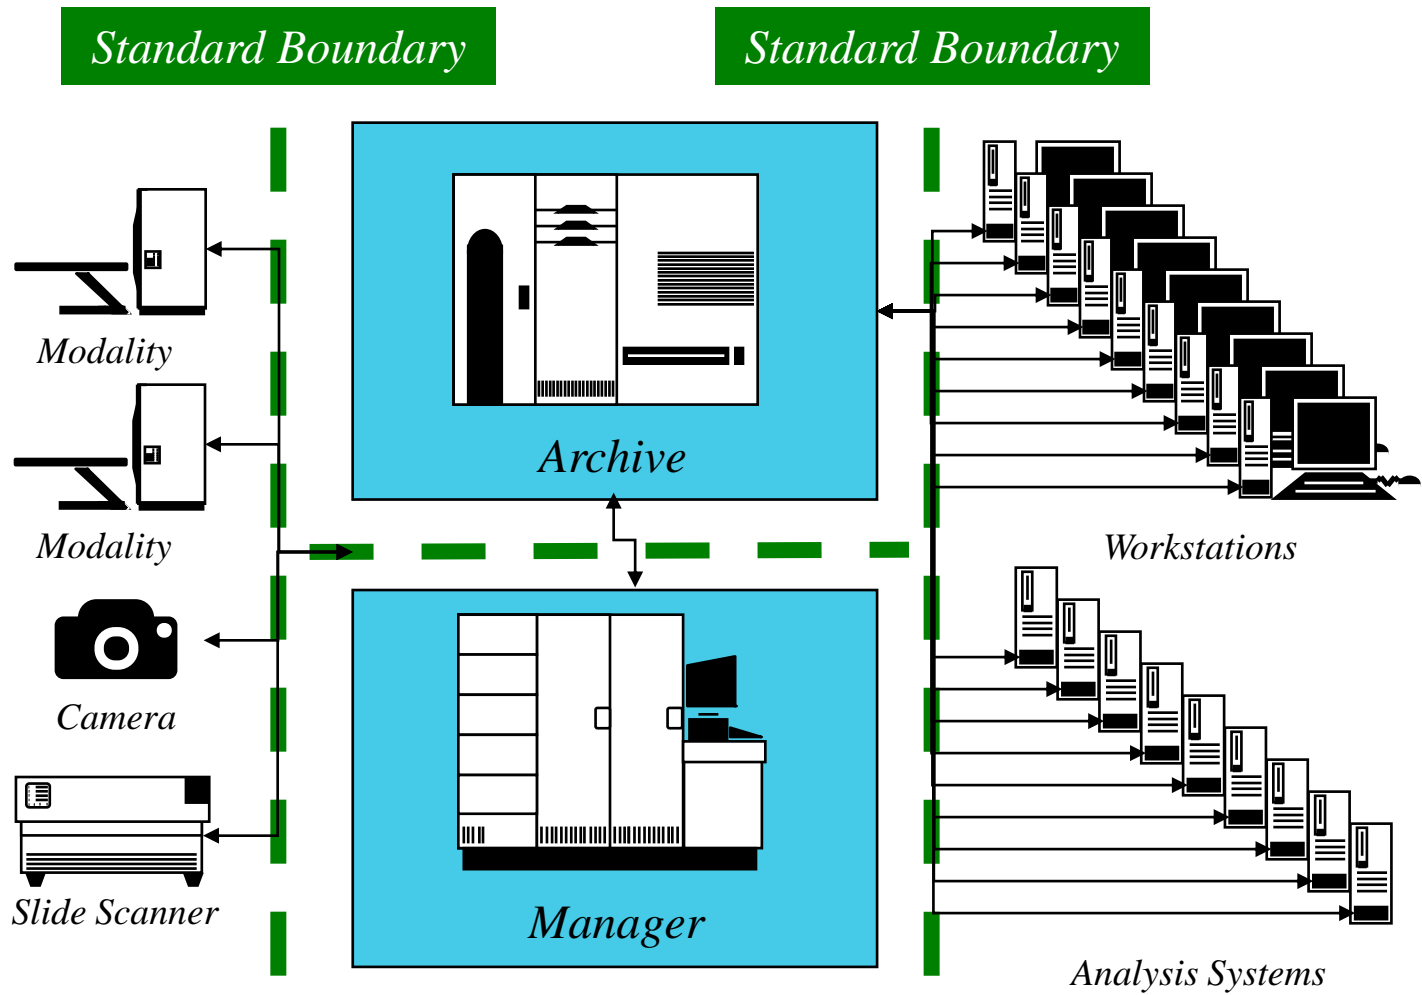 Standard Boundary
Standard Boundary
Modality
Archive
Modality
Workstations
Camera
Slide Scanner
Manager
Analysis Systems